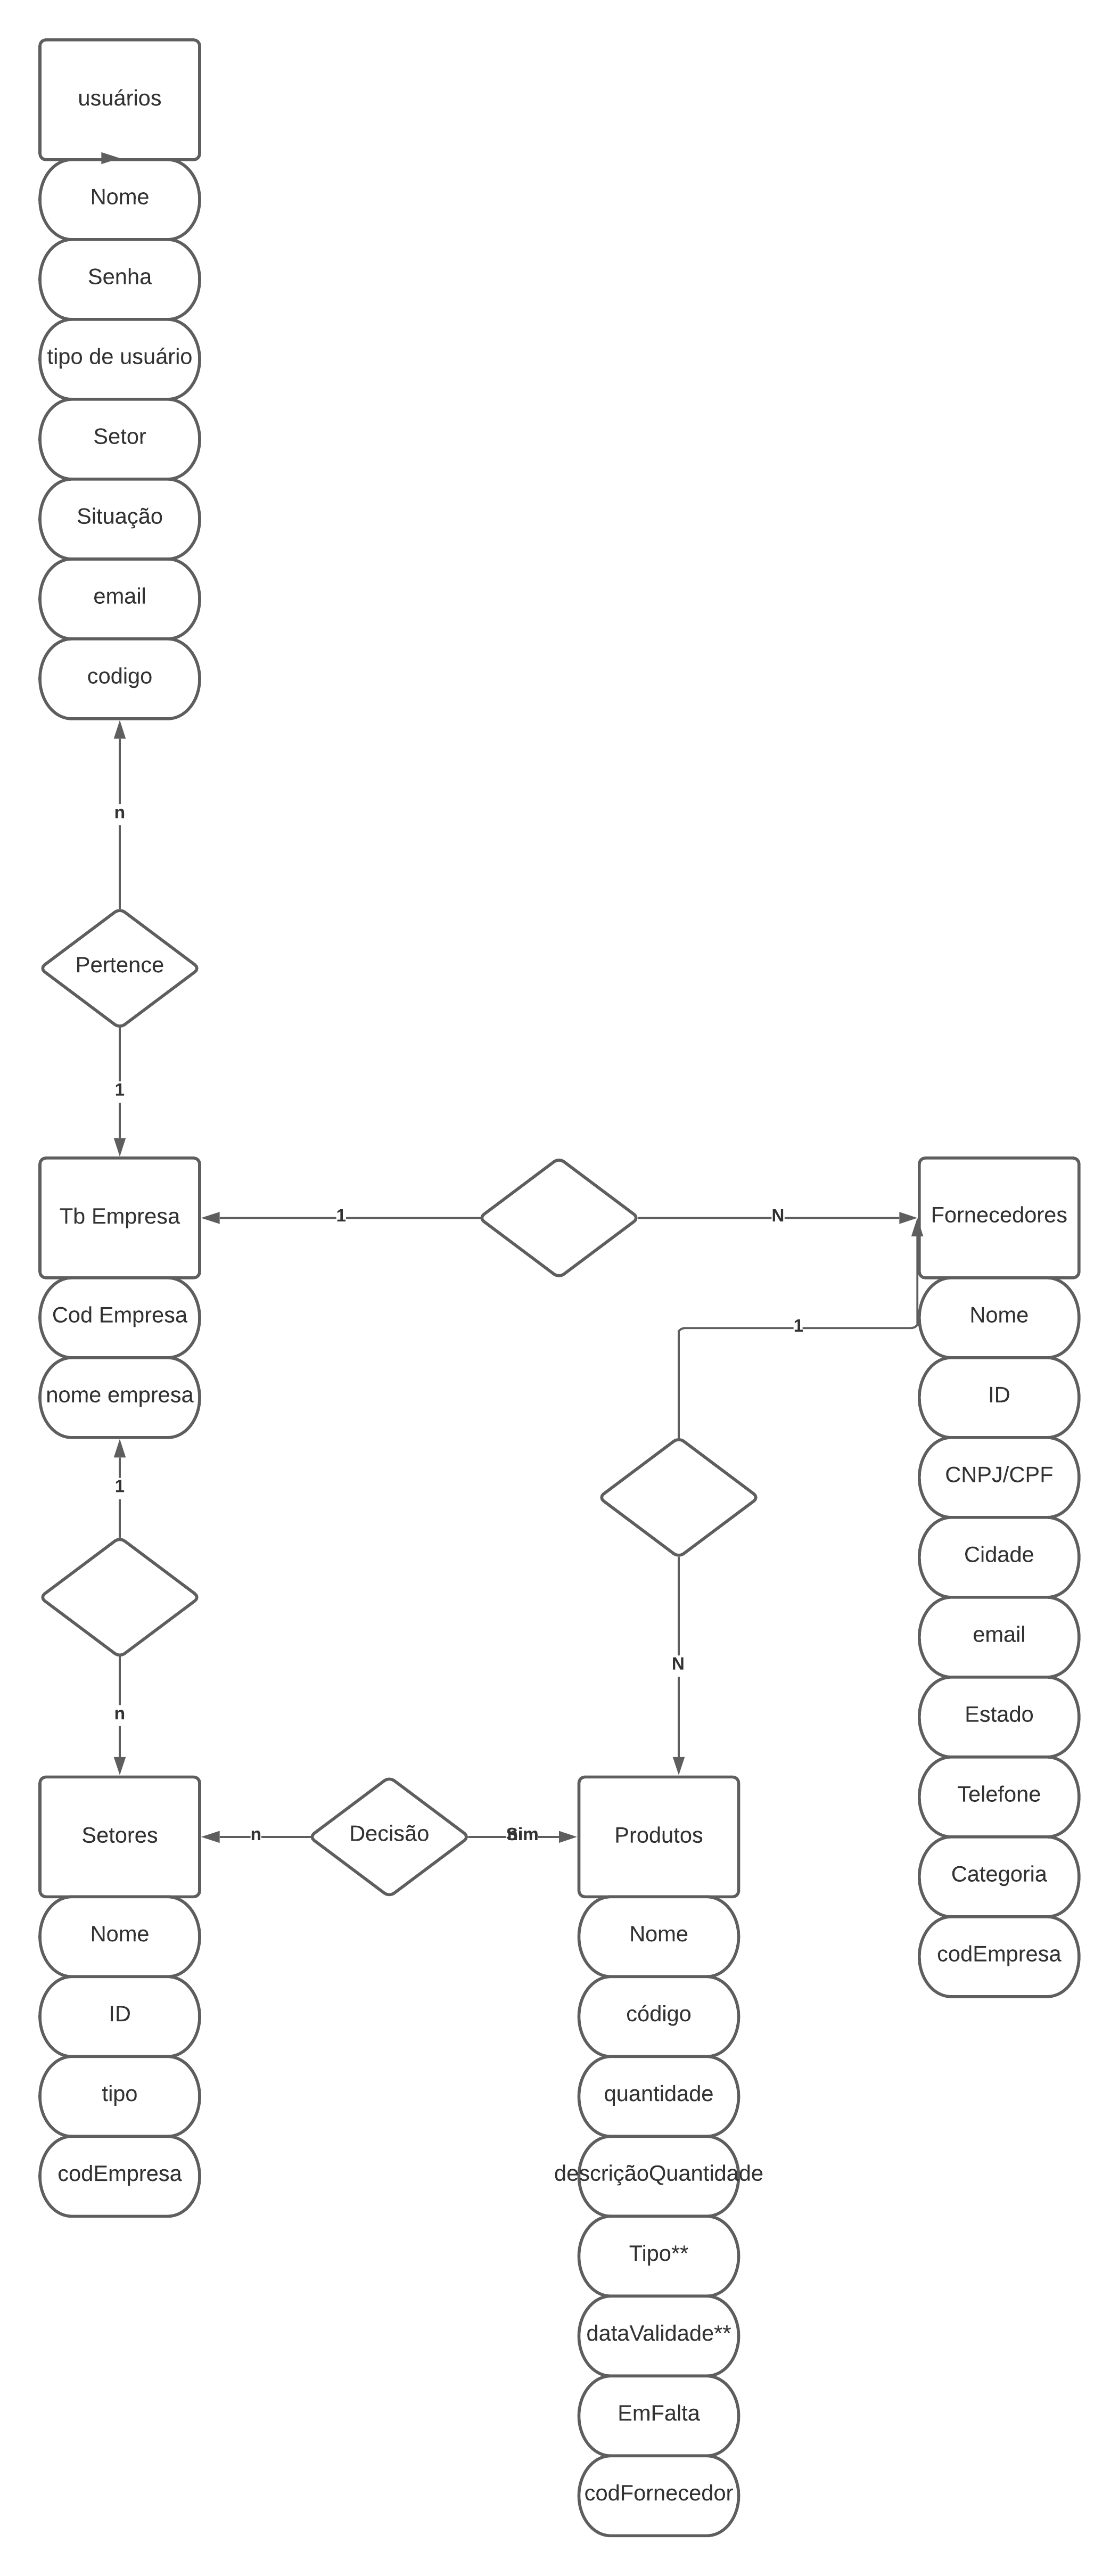 usuários
Nome
Senha
tipo de usuário
Setor
Situação
email
codigo
n
Pertence
1
Tb Empresa
1
N
Fornecedores
Cod Empresa
nome empresa
1
n
1
N
Nome
ID
CNPJ/CPF
Cidade
email
Estado
Telefone
Categoria
codEmpresa
Setores
n
Decisão
Sim
Produtos
Nome
ID
tipo
codEmpresa
Nome
código
quantidade
descriçãoQuantidade
Tipo**
dataValidade**
EmFalta
codFornecedor